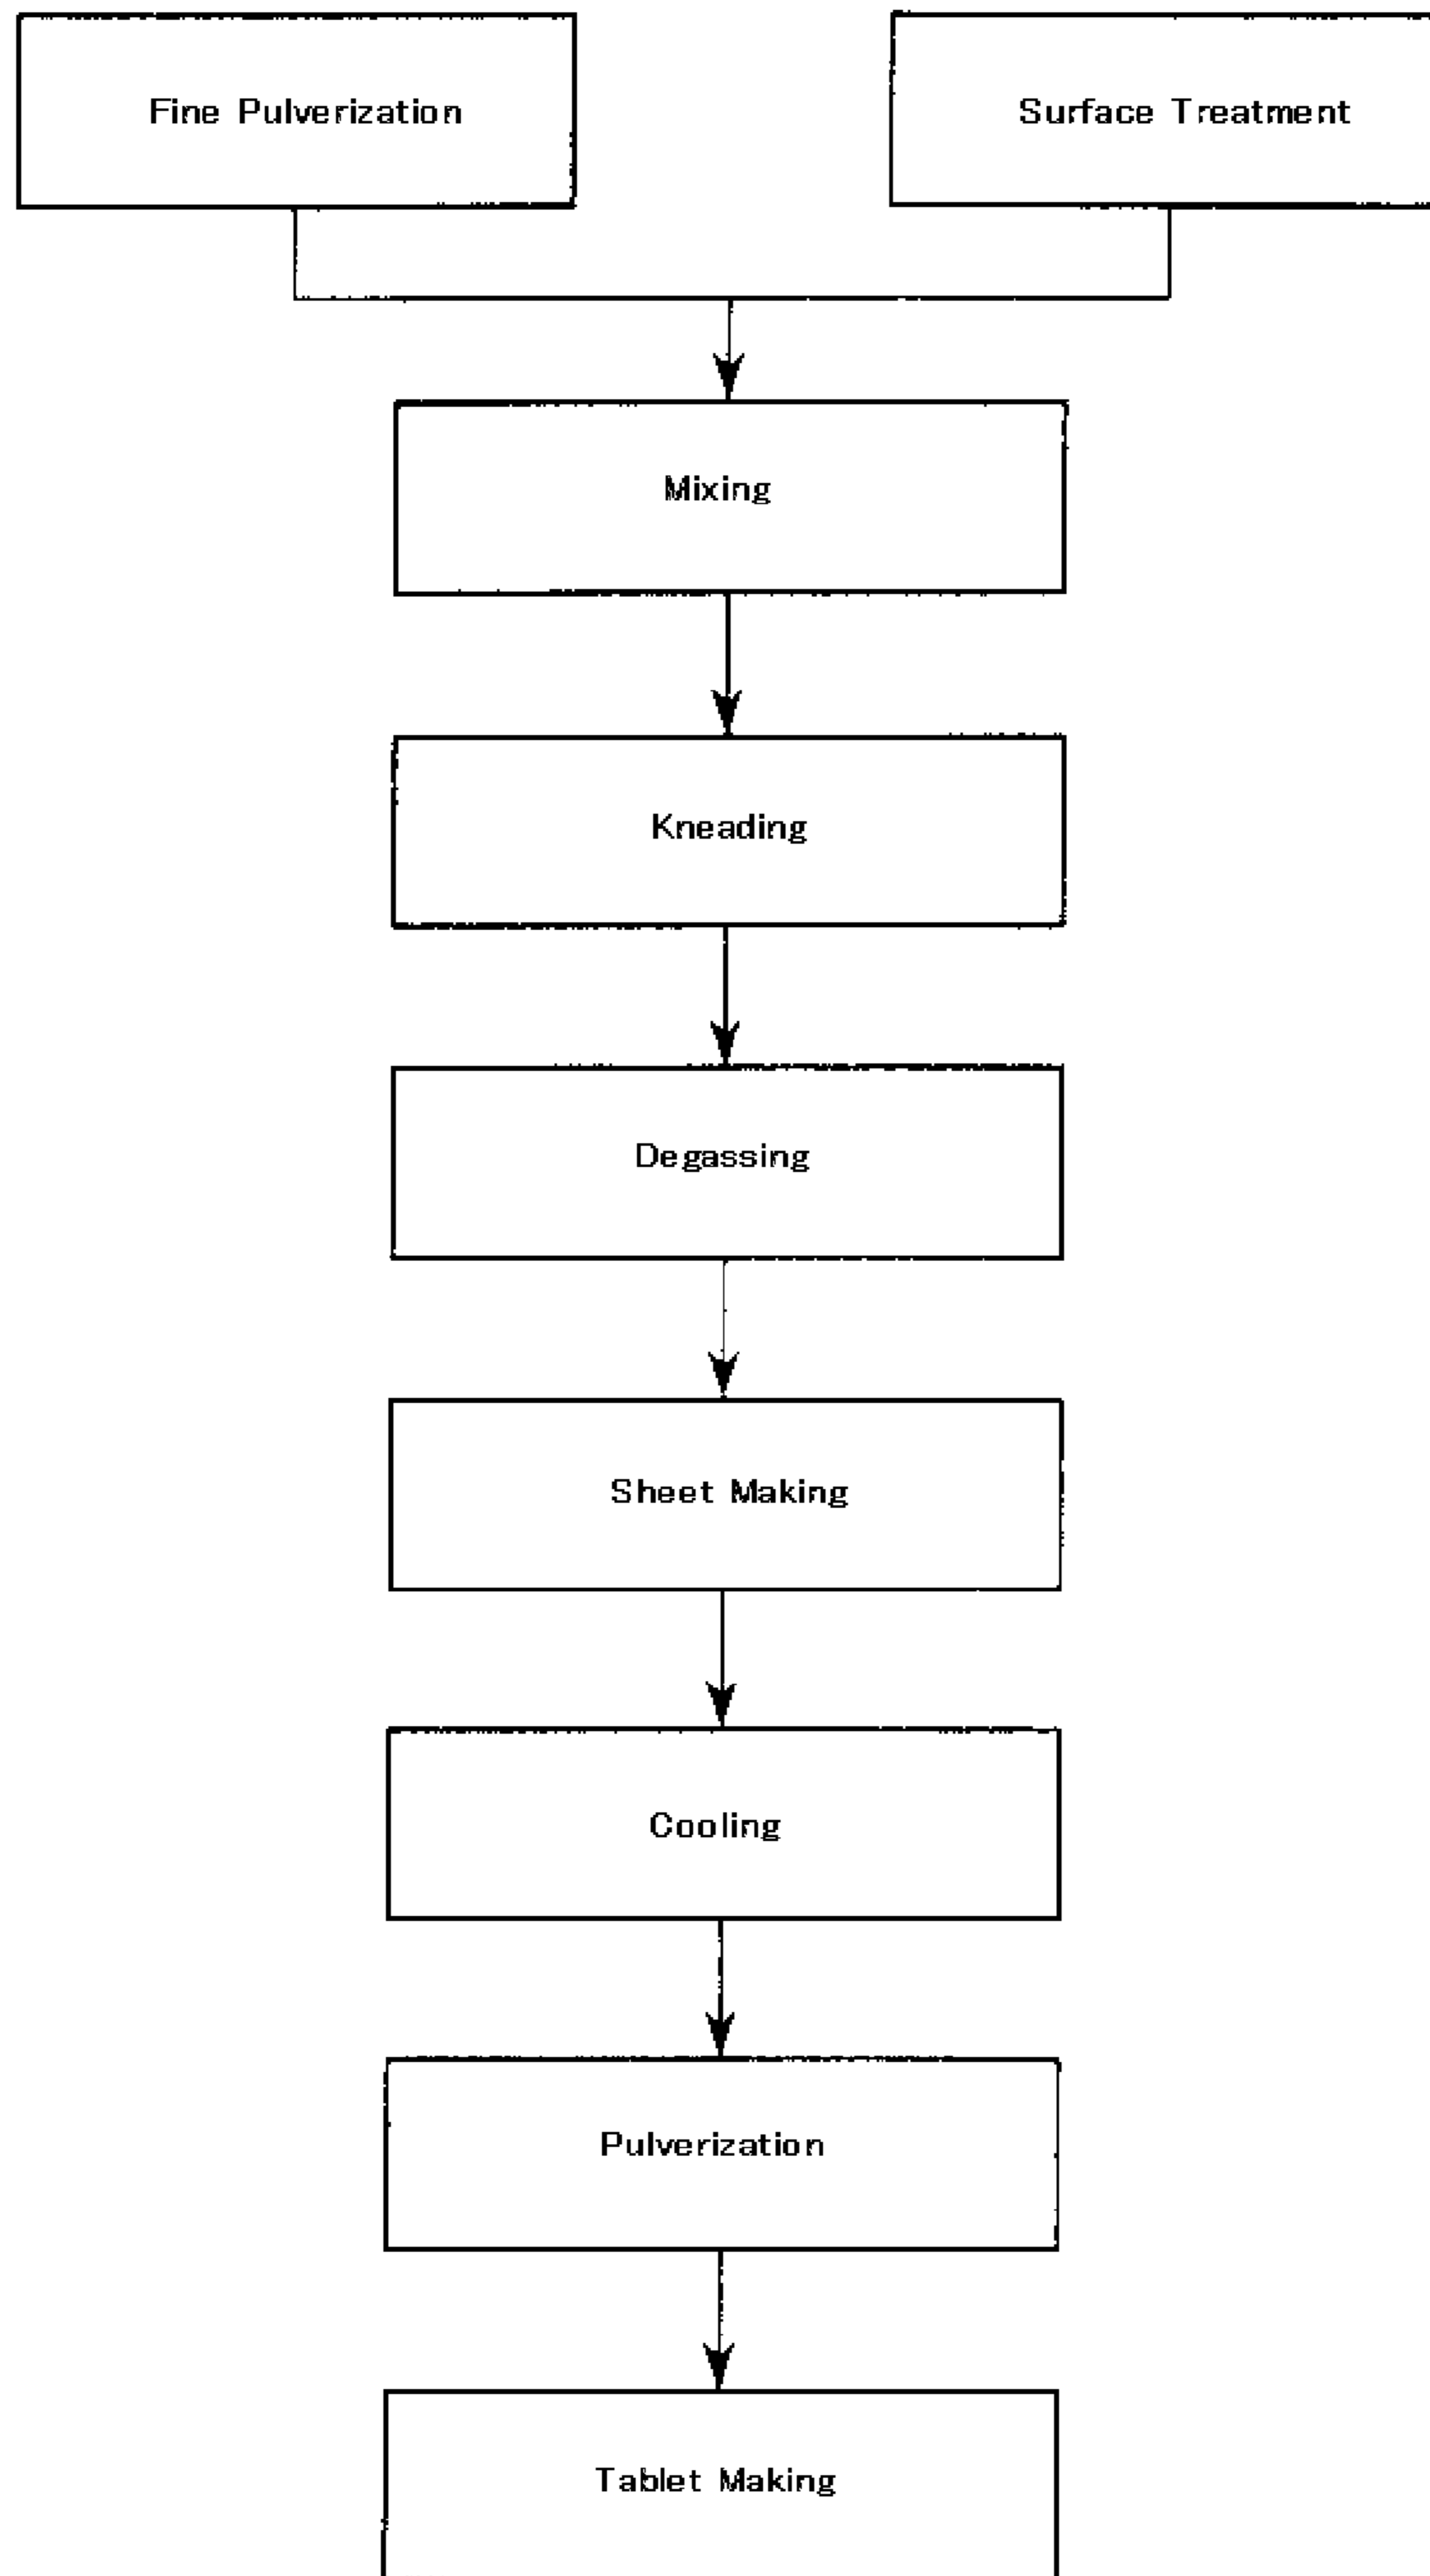 Fine Pulverization
Surface Treatment
Mixing
Kneading
Degassing
Sheet Making
Cooling
Pulverization
Tablet Making